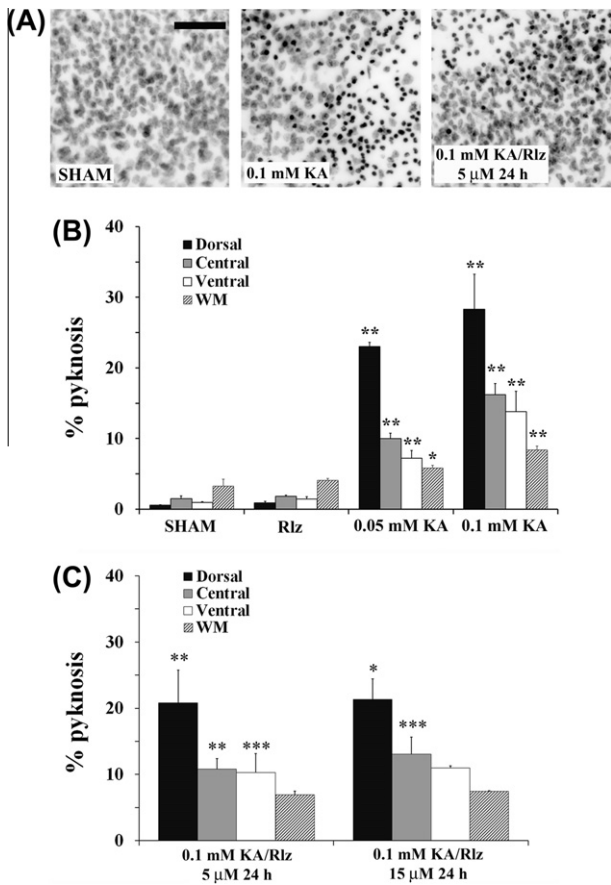 (A)
SHAM
0.1 mM KA
0.1 mM KA/Rlz
5 μM 24 h
(B)
% pyknosis
40
30
20
10
0
Dorsal
Central
Ventral
WM
**
**
**
*
**
**
**
**
SHAM
Rlz
0.05 mM KA
0.1 mM KA
(C)
% pyknosis
40
30
20
10
0
Dorsal
Central
Ventral
WM
**
**
***
*
***
0.1 mM KA/Rlz
5 μM 24 h
0.1 mM KA/Rlz
15 μM 24 h